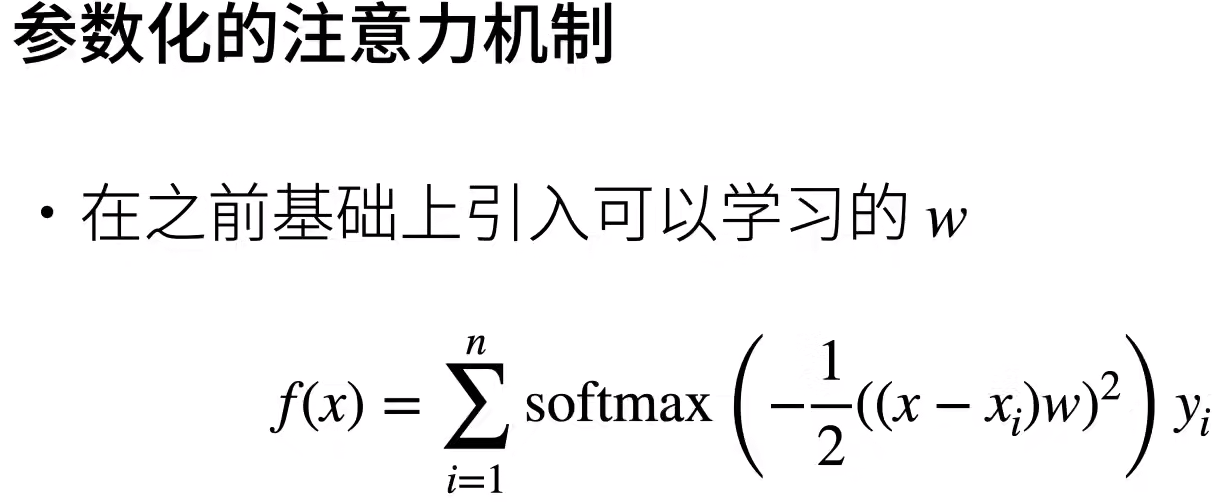 参数化的注意力机制
• 在之前基础上引入可以学习的 w
f(x) = \sum_{i=1}^{n} softmax \left( -\frac{1}{2}((x - x_i)w)^2 \right) y_i